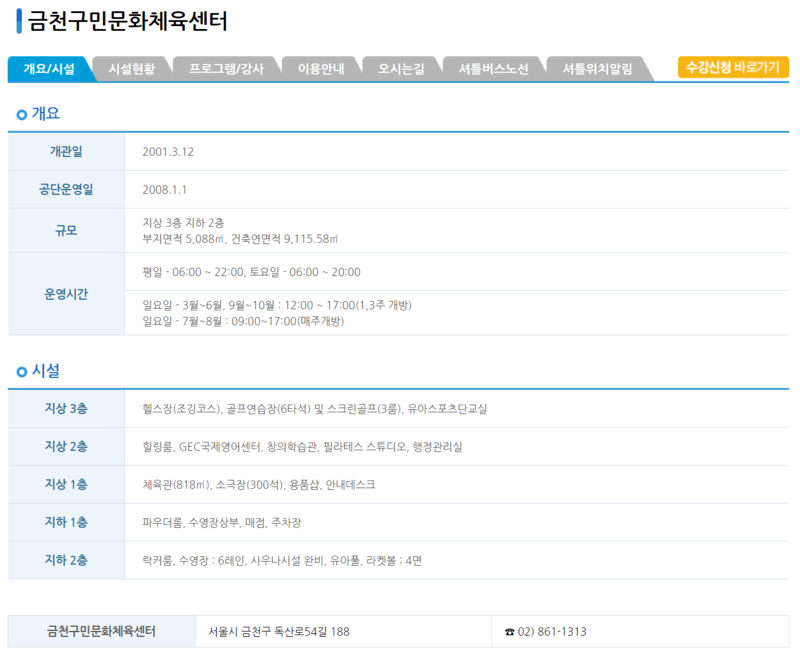 금천구민문화체육센터
개요/시설 시설현황 프로그램/강사 이용안내 오시는길 셔틀버스노선 셔틀위치알림 수강신청 바로가기
개요
개관일 2001.3.12
공단운영일 2008.1.1
규모 지상 3층 지하 2층
부지면적 5,088㎡, 건축연면적 9,115.58㎡
운영시간 평일 - 06:00 ~ 22:00, 토요일 - 06:00 ~ 20:00
일요일 - 3월~6월, 9월~10월 : 12:00 ~ 17:00(1,3주 개방)
일요일 - 7월~8월 : 09:00~17:00(매주개방)
시설
지상 3층 헬스장(조깅코스), 골프연습장(6타석) 및 스크린골프(3룸), 유아스포츠단교실
지상 2층 힐링룸, GEC국제영어센터, 창의학습관, 필라테스 스튜디오, 행정관리실
지상 1층 체육관(818㎡), 소극장(300석), 용품샵, 안내데스크
지하 1층 파우더룸, 수영장상부, 매점, 주차장
지하 2층 락커룸, 수영장 : 6레인, 사우나시설 완비, 유아풀, 라켓볼 : 4면
금천구민문화체육센터 서울시 금천구 독산로54길 188 ☎ 02) 861-1313